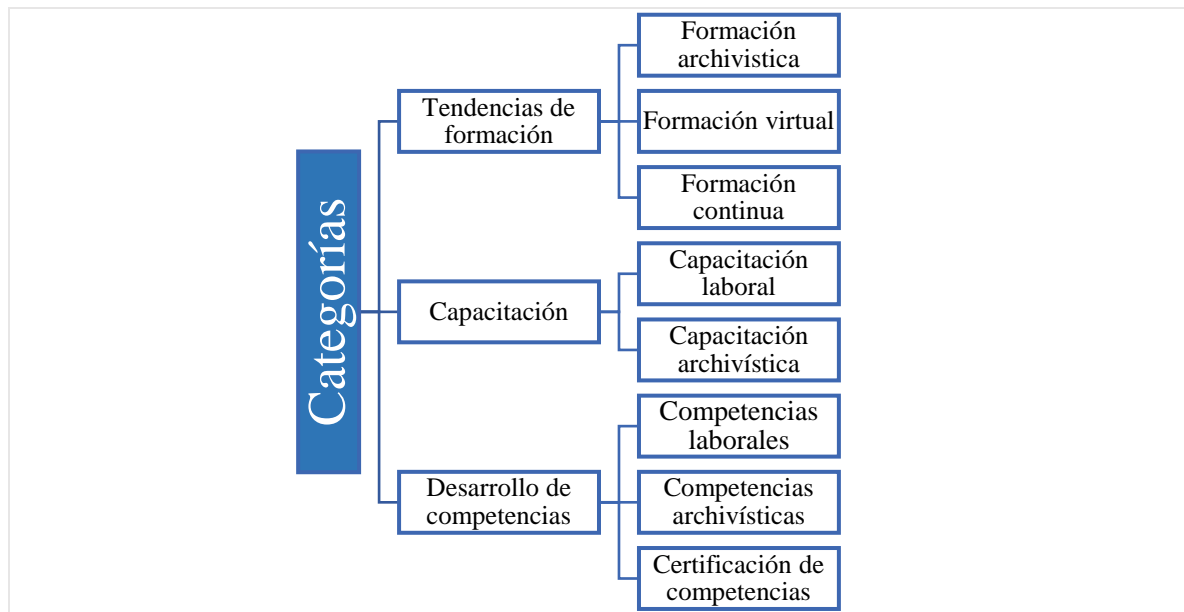 Categorías
Tendencias de
formación
Formación
archivistica
Formación virtual
Formación
continua
Capacitación
Capacitación
laboral
Capacitación
archivística
Desarrollo de
competencias
Competencias
laborales
Competencias
archivísticas
Certificación de
competencias